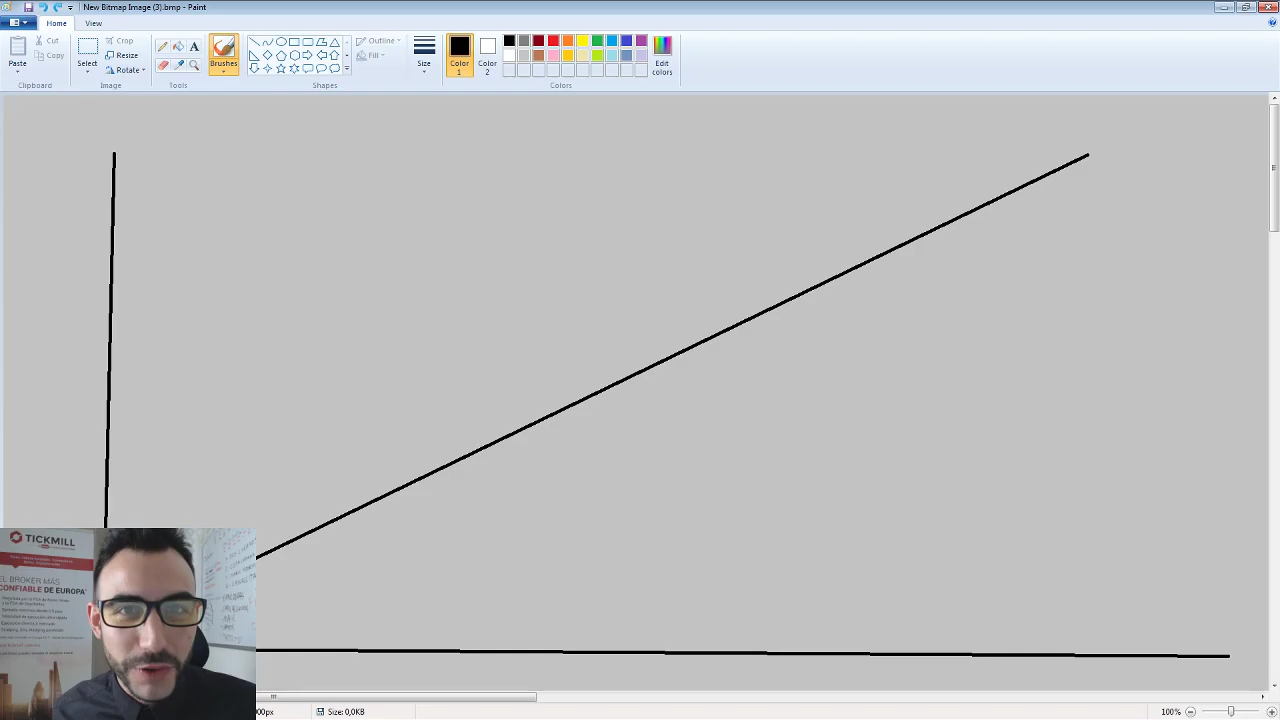 New Bitmap Image (3).bmp - Paint
Home View
Paste
Cut
Copy
Clipboard
Select
Crop
Resize
Rotate
Image
A
Tools
Brushes
Outline
Fill
Shapes
Size
Color 1
Color 2
Edit colors
Colors
TICKMILL
EL BROKER MÁS
CONFIABLE DE EUROPA*
000px
Size: 0,0KB
100%